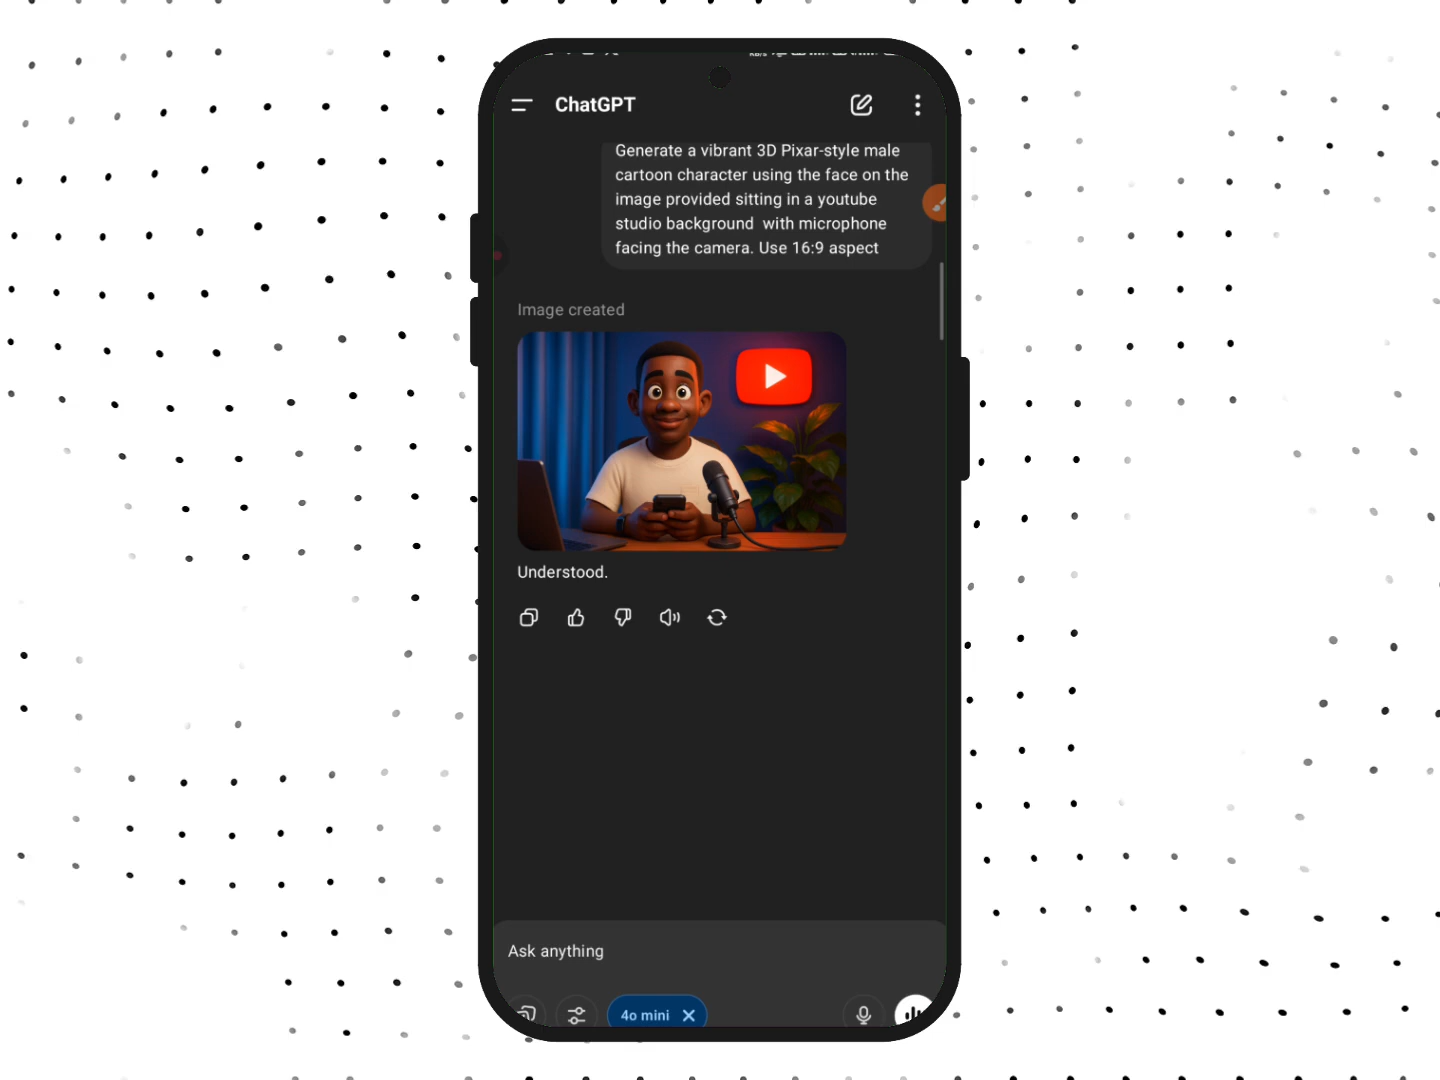 ChatGPT
Generate a vibrant 3D Pixar-style male
cartoon character using the face on the
image provided sitting in a youtube
studio background  with microphone
facing the camera. Use 16:9 aspect
Image created
Understood.
Ask anything
4o mini